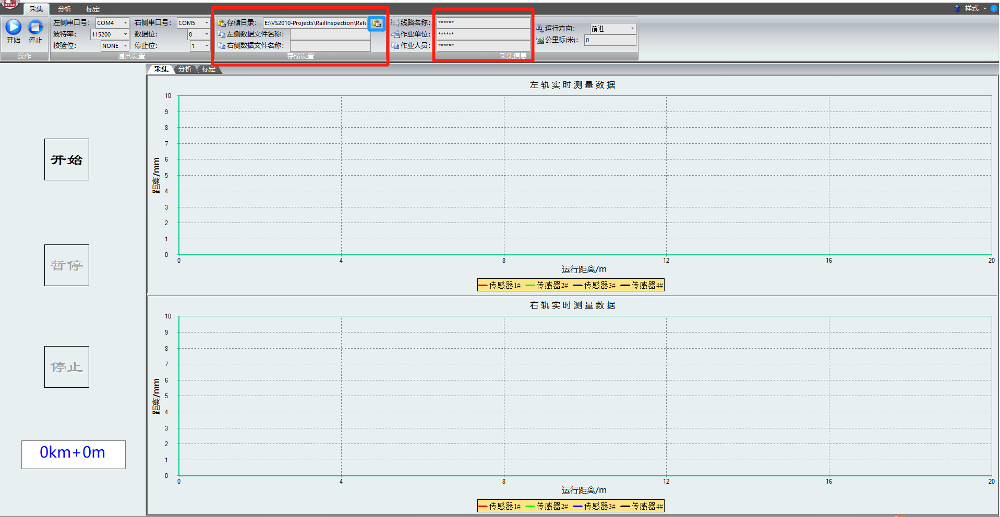 RAILS
采集 分析 标定 样式
左侧串口号: COM4 右侧串口号: COM5 存储目录: E:\VS2010-Projects\RailInspection\Rele 线路名称: ******
开始 停止 波特率: 115200 数据位: 8 左侧数据文件名称: 作业单位: ****** 运行方向: 前进
校验位: NONE 停止位: 1 右侧数据文件名称: 作业人员: ****** 公里标(米): 0
操作 通讯设置 存储设置 采集信息
采集 分析 标定
开始
暂停
停止
0km+0m
左轨实时测量数据
距离/mm
10
9
8
7
6
5
4
3
2
1
0
0 4 8 12 16 20
运行距离/m
传感器1# 传感器2# 传感器3# 传感器4#
右轨实时测量数据
距离/mm
10
9
8
7
6
5
4
3
2
1
0
0 4 8 12 16 20
运行距离/m
传感器1# 传感器2# 传感器3# 传感器4#